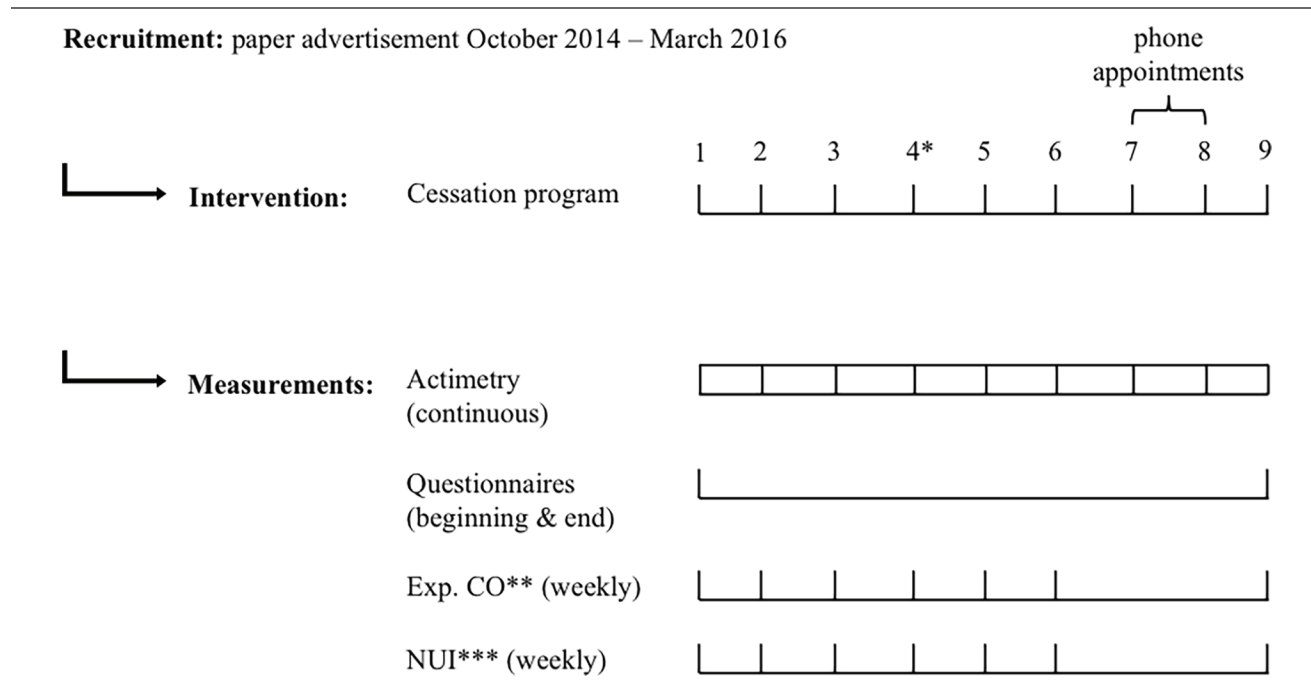 Recruitment: paper advertisement October 2014 – March 2016
phone
appointments
1 2 3 4* 5 6 7 8 9
Intervention: Cessation program
Measurements: Actimetry
(continuous)
Questionnaires
(beginning & end)
Exp. CO** (weekly)
NUI*** (weekly)